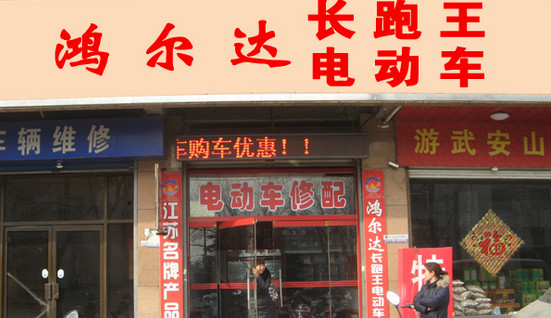 鸿尔达 长跑王
电动车
车辆维修
车购车优惠！！
游武安山
电动车修配
江苏名牌产品
鸿尔达长跑王电动车
福
特